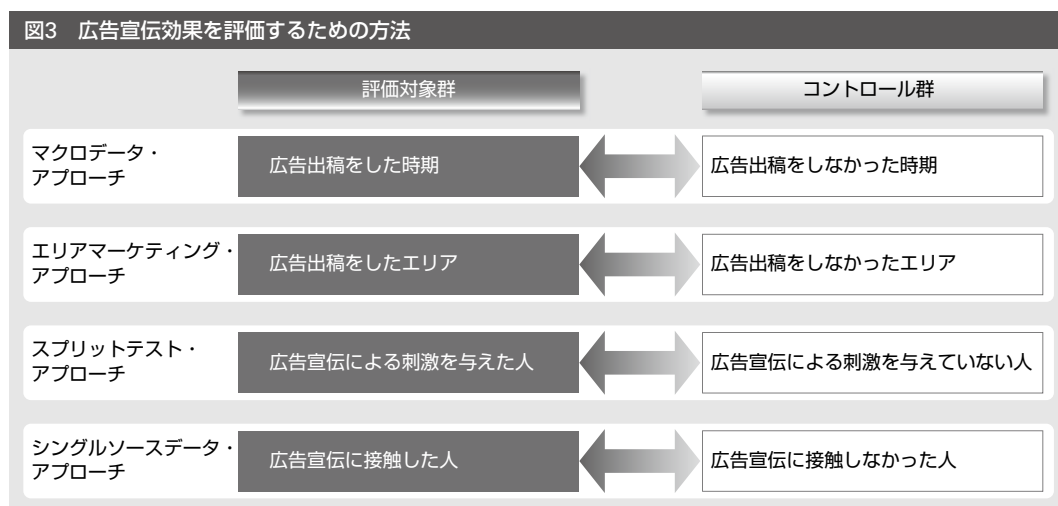 図3　広告宣伝効果を評価するための方法
評価対象群
コントロール群
マクロデータ・
アプローチ
広告出稿をした時期
広告出稿をしなかった時期
エリアマーケティング・
アプローチ
広告出稿をしたエリア
広告出稿をしなかったエリア
スプリットテスト・
アプローチ
広告宣伝による刺激を与えた人
広告宣伝による刺激を与えていない人
シングルソースデータ・
アプローチ
広告宣伝に接触した人
広告宣伝に接触しなかった人